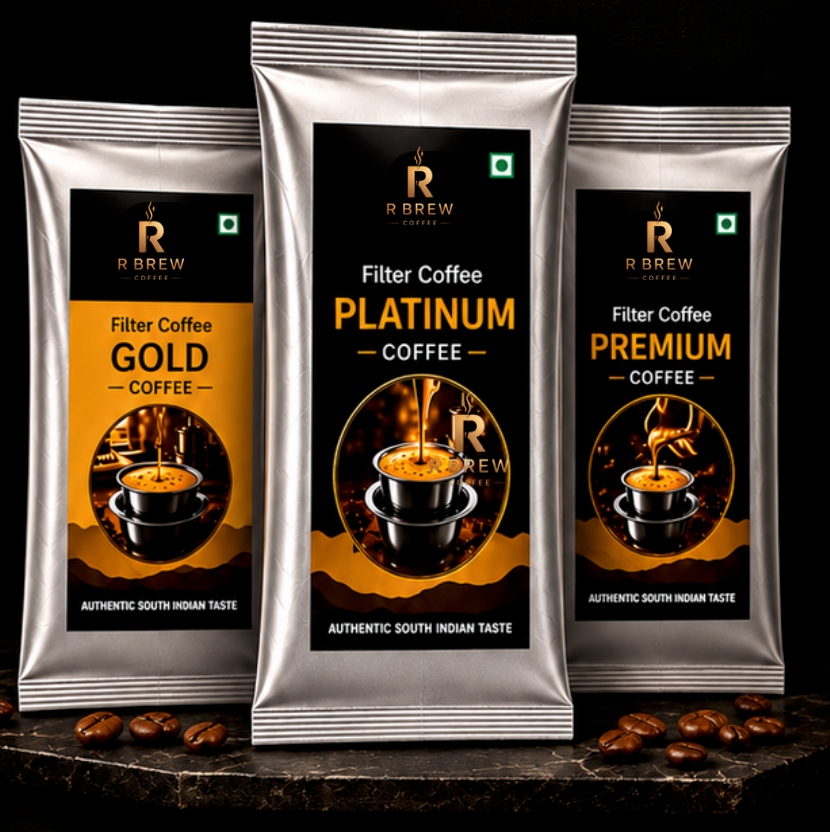 R BREW
COFFEE
Filter Coffee
GOLD
COFFEE
AUTHENTIC SOUTH INDIAN TASTE
R BREW
COFFEE
Filter Coffee
PLATINUM
COFFEE
R BREW
COFFEE
AUTHENTIC SOUTH INDIAN TASTE
R BREW
COFFEE
Filter Coffee
PREMIUM
COFFEE
AUTHENTIC SOUTH INDIAN TASTE